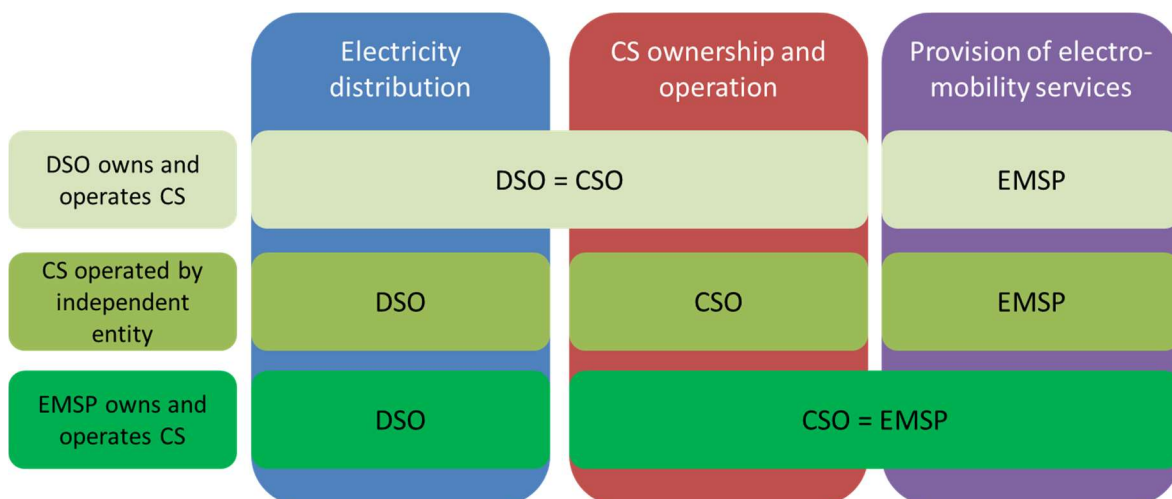 Electricity
distribution
CS ownership and
operation
Provision of electro-
mobility services
DSO owns and
operates CS
DSO = CSO
EMSP
CS operated by
independent
entity
DSO
CSO
EMSP
EMSP owns and
operates CS
DSO
CSO = EMSP